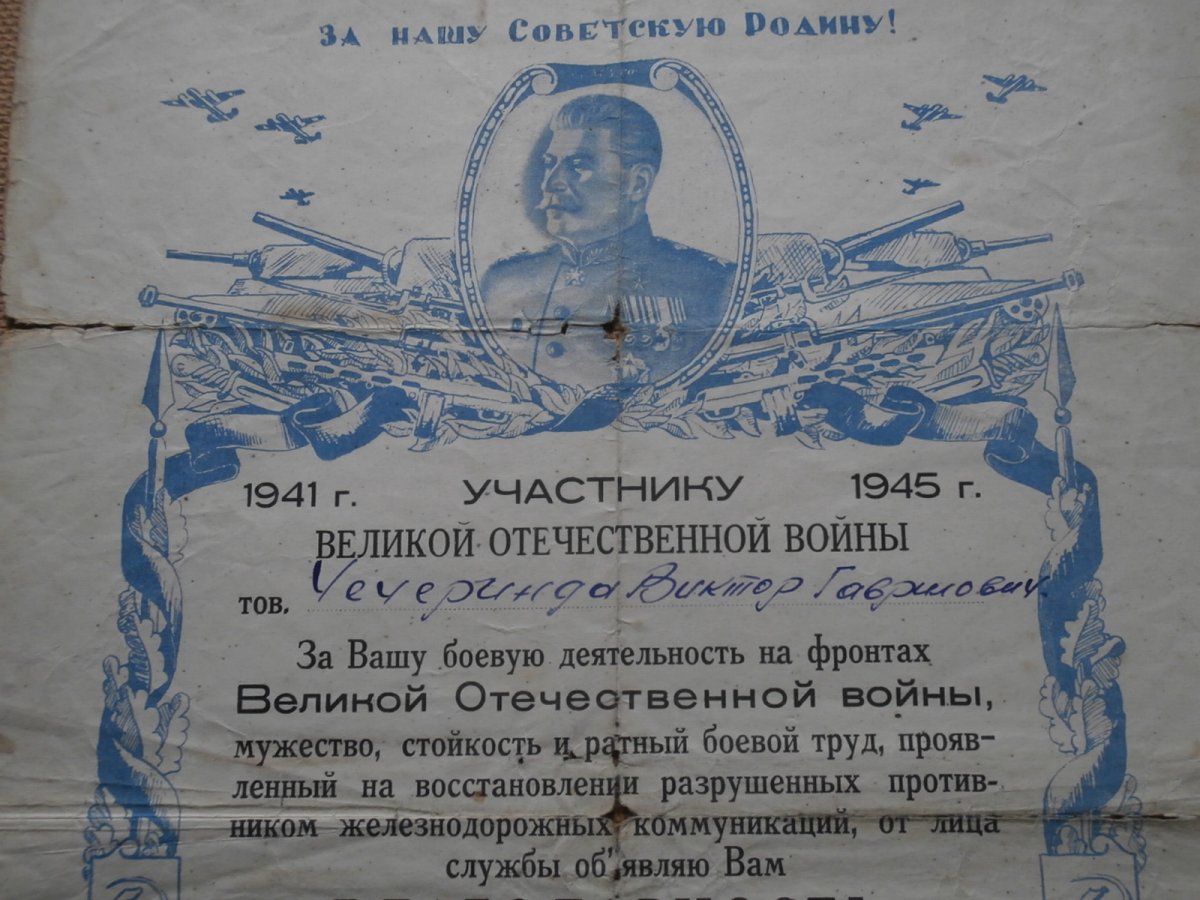 За нашу Советскую Родину!
1941 г. УЧАСТНИКУ 1945 г.
ВЕЛИКОЙ ОТЕЧЕСТВЕННОЙ ВОЙНЫ
тов. Чечеринда Виктор Гаврилович.
За Вашу боевую деятельность на фронтах
Великой Отечественной войны,
мужество, стойкость и ратный боевой труд, прояв-
ленный на восстановлении разрушенных против-
ником железнодорожных коммуникаций, от лица
службы об'являю Вам